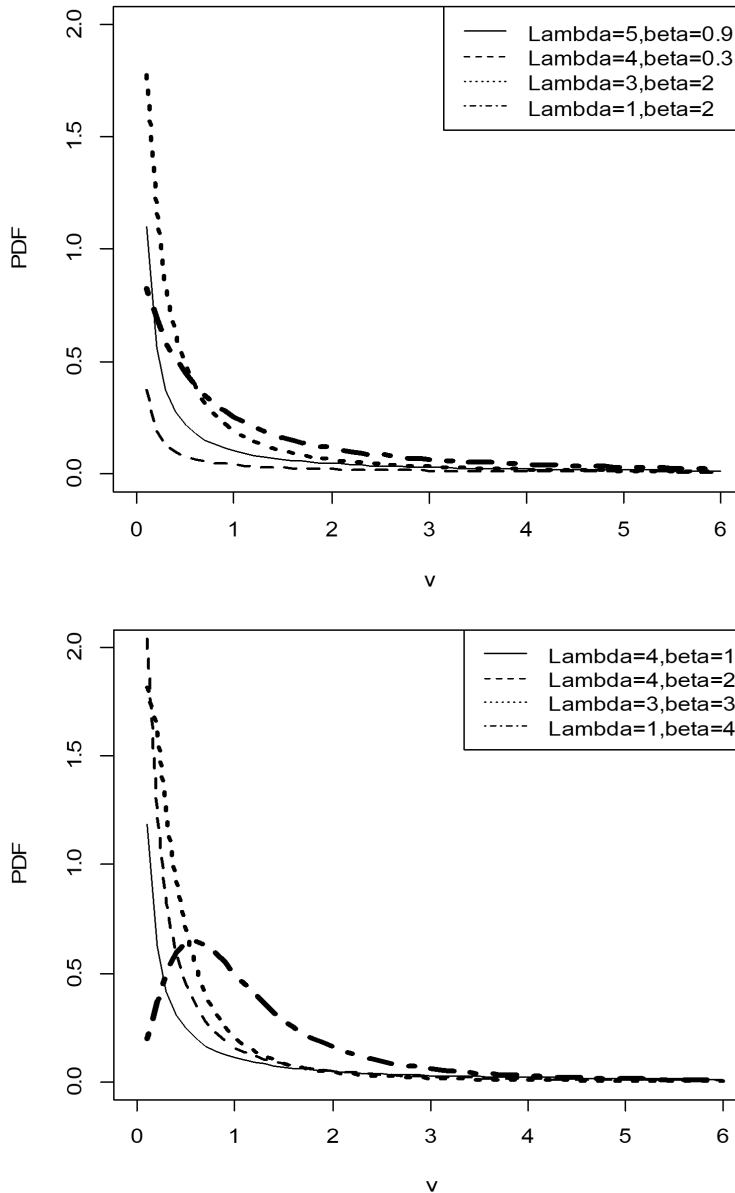 2.0
1.5
1.0
0.5
0.0
PDF
Lambda=5,beta=0.9
Lambda=4,beta=0.3
Lambda=3,beta=2
Lambda=1,beta=2
0 1 2 3 4 5 6
v
2.0
1.5
1.0
0.5
0.0
PDF
Lambda=4,beta=1
Lambda=4,beta=2
Lambda=3,beta=3
Lambda=1,beta=4
0 1 2 3 4 5 6
v